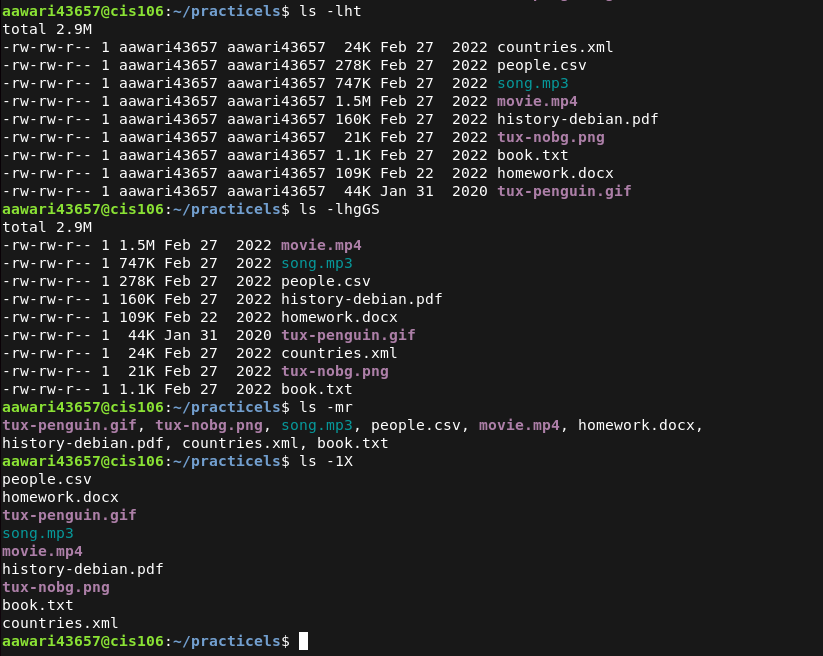 aawari43657@cis106:~/practicels$ ls -lht
total 2.9M
-rw-rw-r-- 1 aawari43657 aawari43657  24K Feb 27  2022 countries.xml
-rw-rw-r-- 1 aawari43657 aawari43657 278K Feb 27  2022 people.csv
-rw-rw-r-- 1 aawari43657 aawari43657 747K Feb 27  2022 song.mp3
-rw-rw-r-- 1 aawari43657 aawari43657 1.5M Feb 27  2022 movie.mp4
-rw-rw-r-- 1 aawari43657 aawari43657 160K Feb 27  2022 history-debian.pdf
-rw-rw-r-- 1 aawari43657 aawari43657  21K Feb 27  2022 tux-nobg.png
-rw-rw-r-- 1 aawari43657 aawari43657 1.1K Feb 27  2022 book.txt
-rw-rw-r-- 1 aawari43657 aawari43657 109K Feb 22  2022 homework.docx
-rw-rw-r-- 1 aawari43657 aawari43657  44K Jan 31  2020 tux-penguin.gif
aawari43657@cis106:~/practicels$ ls -lhgGS
total 2.9M
-rw-rw-r-- 1 1.5M Feb 27  2022 movie.mp4
-rw-rw-r-- 1 747K Feb 27  2022 song.mp3
-rw-rw-r-- 1 278K Feb 27  2022 people.csv
-rw-rw-r-- 1 160K Feb 27  2022 history-debian.pdf
-rw-rw-r-- 1 109K Feb 22  2022 homework.docx
-rw-rw-r-- 1  44K Jan 31  2020 tux-penguin.gif
-rw-rw-r-- 1  24K Feb 27  2022 countries.xml
-rw-rw-r-- 1  21K Feb 27  2022 tux-nobg.png
-rw-rw-r-- 1 1.1K Feb 27  2022 book.txt
aawari43657@cis106:~/practicels$ ls -mr
tux-penguin.gif, tux-nobg.png, song.mp3, people.csv, movie.mp4, homework.docx,
history-debian.pdf, countries.xml, book.txt
aawari43657@cis106:~/practicels$ ls -1X
people.csv
homework.docx
tux-penguin.gif
song.mp3
movie.mp4
history-debian.pdf
tux-nobg.png
book.txt
countries.xml
aawari43657@cis106:~/practicels$